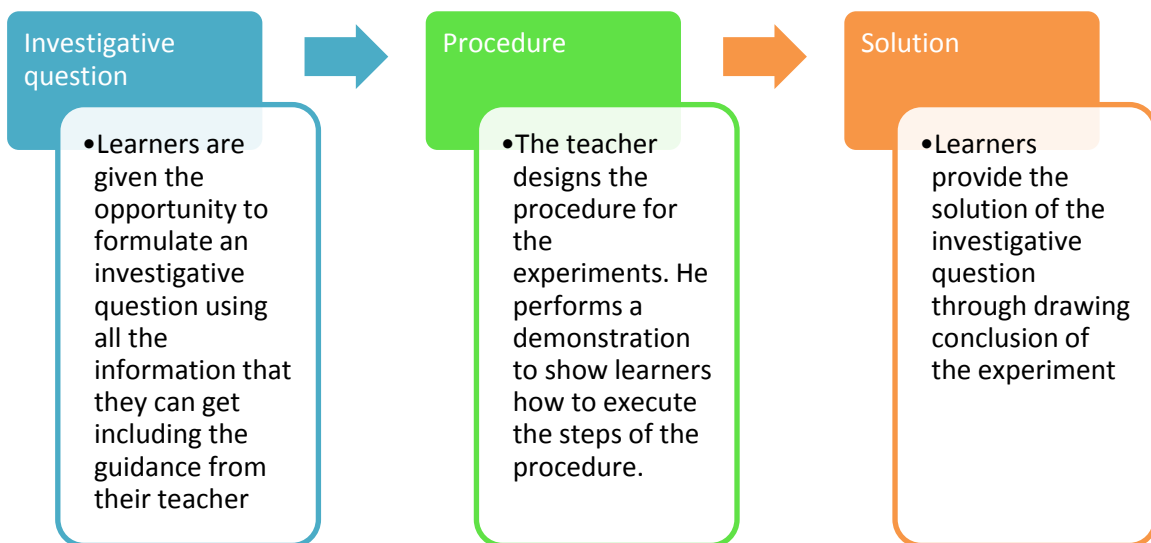 Investigative
question
•Learners are
given the
opportunity to
formulate an
investigative
question using
all the
information that
they can get
including the
guidance from
their teacher
Procedure
•The teacher
designs the
procedure for
the
experiments. He
performs a
demonstration
to show learners
how to execute
the steps of the
procedure.
Solution
•Learners
provide the
solution of the
investigative
question
through drawing
conclusion of
the experiment